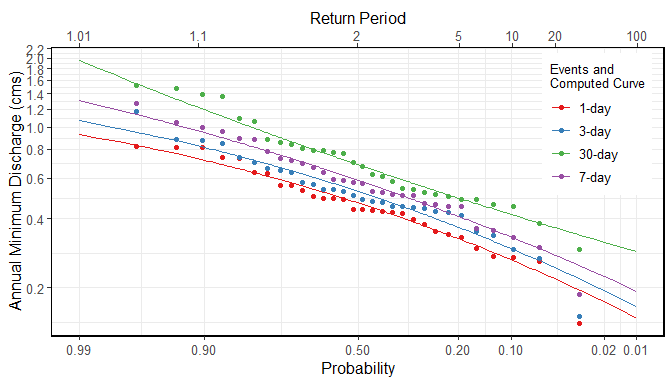 Return Period
1.01 1.1 2 5 10 20 100
Annual Minimum Discharge (cms)
2.2
2.0
1.8
1.6
1.4
1.2
1.0
0.8
0.6
0.4
0.2
Events and
Computed Curve
1-day
3-day
30-day
7-day
0.99 0.90 0.50 0.20 0.10 0.02 0.01
Probability